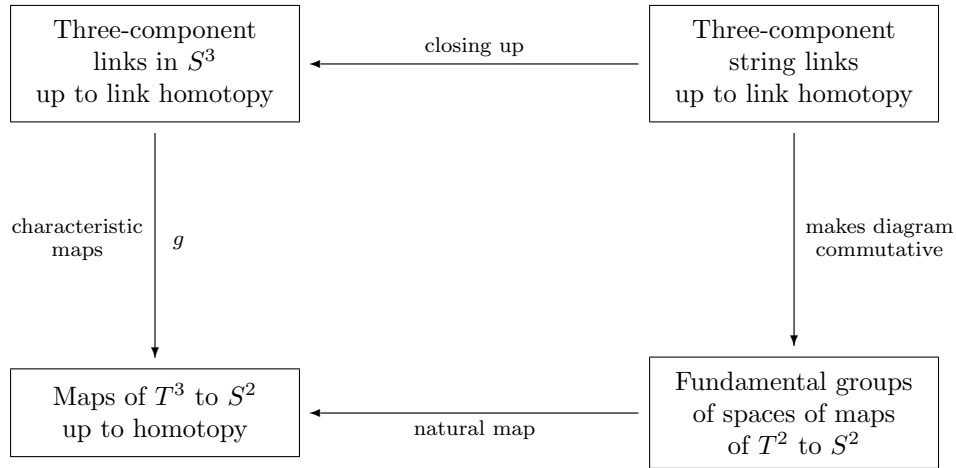 Three-component
links in $S^3$
up to link homotopy
closing up
Three-component
string links
up to link homotopy
characteristic
maps
$g$
makes diagram
commutative
Maps of $T^3$ to $S^2$
up to homotopy
natural map
Fundamental groups
of spaces of maps
of $T^2$ to $S^2$